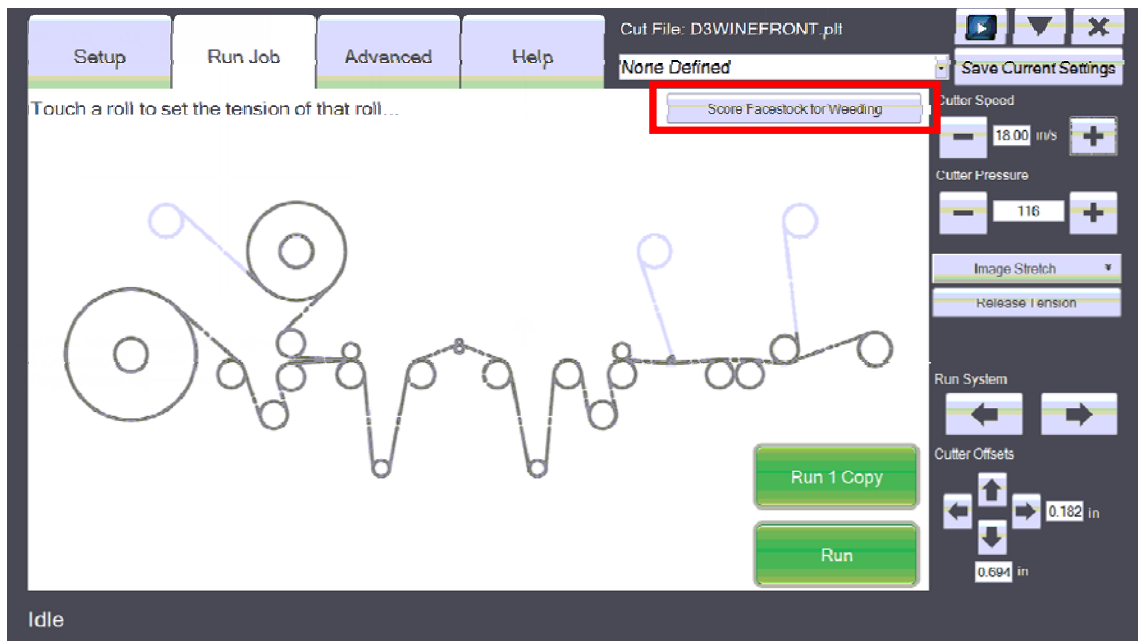 Setup
Run Job
Advanced
Help
Cut File: D3WINEFRONT.plt
None Defined
Save Current Settings
Touch a roll to set the tension of that roll...
Score Facestock for Weeding
Cutter Speed
18.00 m/s
Cutter Pressure
116
Image Stretch
Release Tension
Run System
Cutter Offsets
0.182 in
0.694 in
Run 1 Copy
Run
Idle